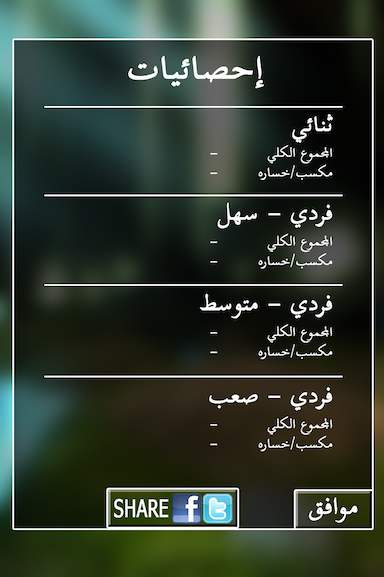 إحصائيات
ثنائي
المجموع الكلي –
مكسب/خساره –
فردي – سهل
المجموع الكلي –
مكسب/خساره –
فردي – متوسط
المجموع الكلي –
مكسب/خساره –
فردي – صعب
المجموع الكلي –
مكسب/خساره –
موافق
SHARE f t